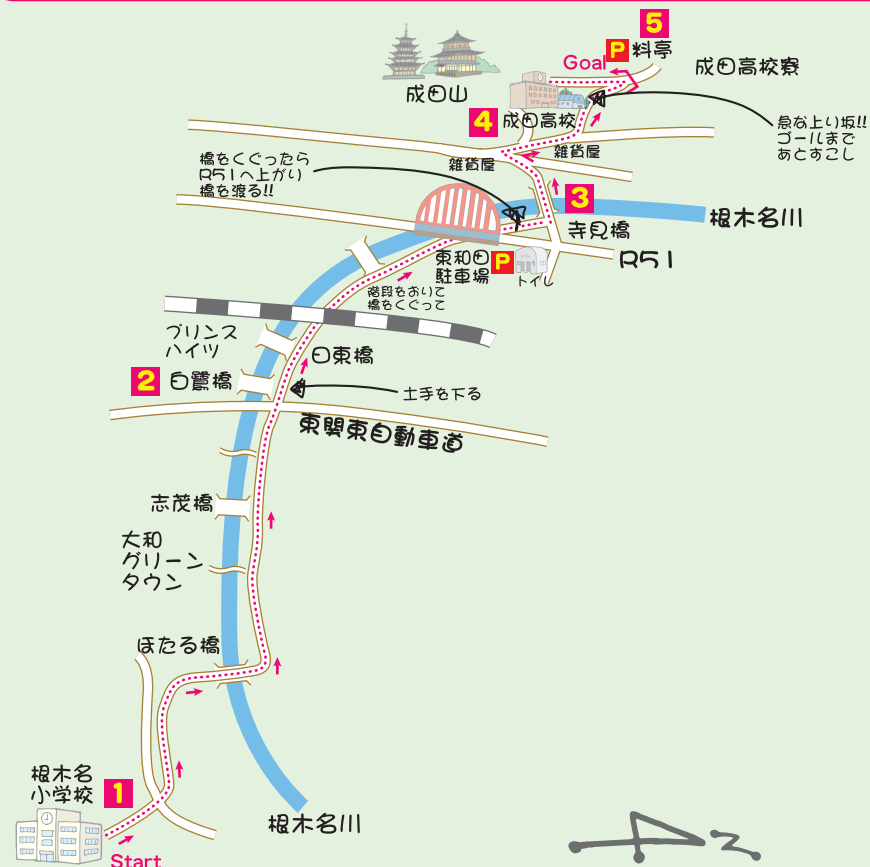 5
P 料亭
Goal
成田高校寮
成田山
4 成田高校
急な上り坂!!
ゴールまで
あとすこし
雑貨屋
雑貨屋
橋をくぐったら
R51へ上がり
橋を渡る!!
3
寺見橋
根木名川
R51
東和田
駐車場
P
トイレ
階段をおりて
橋をくぐって
プリンス
ハイツ
日東橋
2 白鷺橋
土手を下る
東関東自動車道
志茂橋
大和
グリーン
タウン
ほたる橋
根木名
小学校
1
Start
根木名川